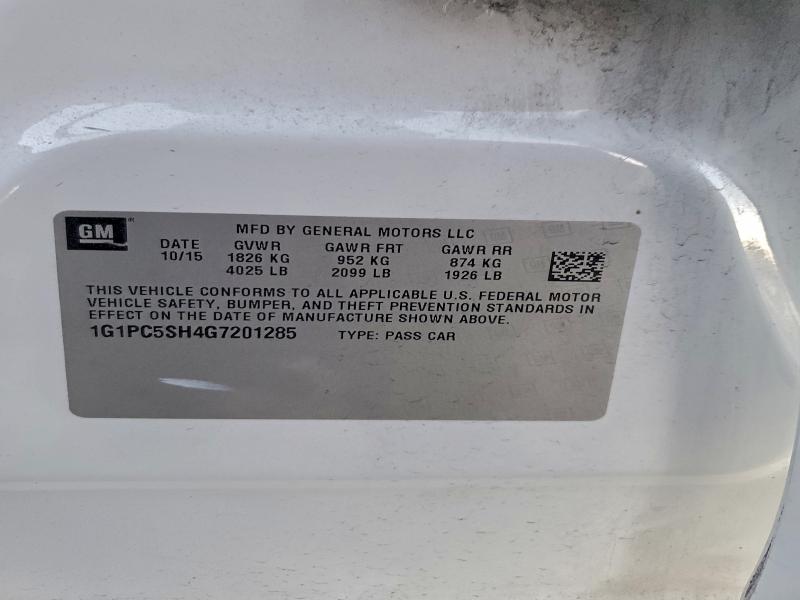 GM MFD BY GENERAL MOTORS LLC
DATE GVWR GAWR FRT GAWR RR
10/15 1826 KG 952 KG 874 KG
4025 LB 2099 LB 1926 LB
THIS VEHICLE CONFORMS TO ALL APPLICABLE U.S. FEDERAL MOTOR
VEHICLE SAFETY, BUMPER, AND THEFT PREVENTION STANDARDS IN
EFFECT ON THE DATE OF MANUFACTURE SHOWN ABOVE.
1G1PC5SH4G7201285 TYPE: PASS CAR